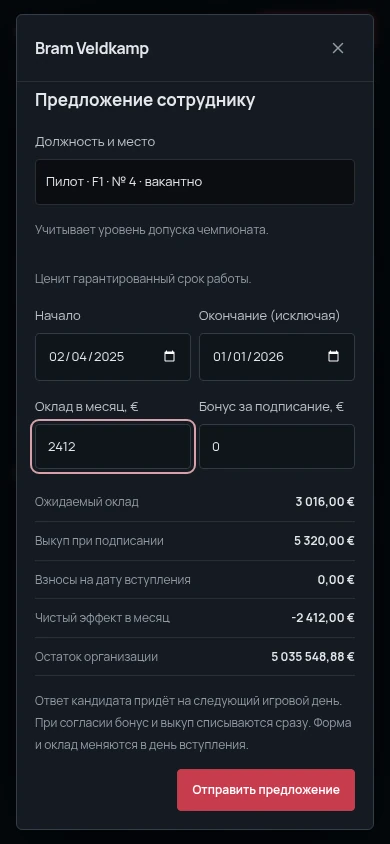 Bram Veldkamp
Предложение сотруднику
Должность и место
Пилот · F1 · № 4 · вакантно
Учитывает уровень допуска чемпионата.
Ценит гарантированный срок работы.
Начало Окончание (исключая)
02/04/2025 01/01/2026
Оклад в месяц, € Бонус за подписание, €
2412 0
Ожидаемый оклад 3 016,00 €
Выкуп при подписании 5 320,00 €
Взносы на дату вступления 0,00 €
Чистый эффект в месяц -2 412,00 €
Остаток организации 5 035 548,88 €
Ответ кандидата придёт на следующий игровой день.
При согласии бонус и выкуп списываются сразу. Форма
и оклад меняются в день вступления.
Отправить предложение